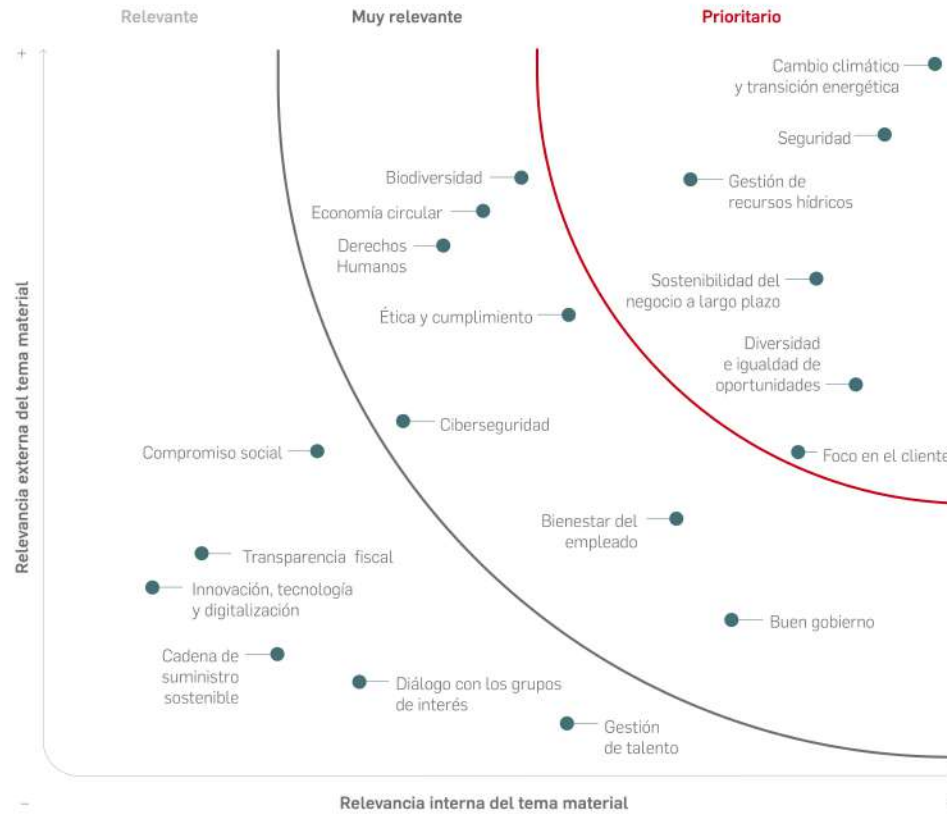 Relevante
Muy relevante
Prioritario
+
Cambio climático
y transición energética
Seguridad
Biodiversidad
Gestión de
recursos hídricos
Economía circular
Derechos
Humanos
Sostenibilidad del
negocio a largo plazo
Ética y cumplimiento
Diversidad
e igualdad de
oportunidades
Ciberseguridad
Compromiso social
Foco en el cliente
Bienestar del
empleado
Transparencia fiscal
Innovación, tecnología
y digitalización
Buen gobierno
Cadena de
suministro
sostenible
Diálogo con los grupos
de interés
Gestión
de talento
Relevancia externa del tema material
–
Relevancia interna del tema material